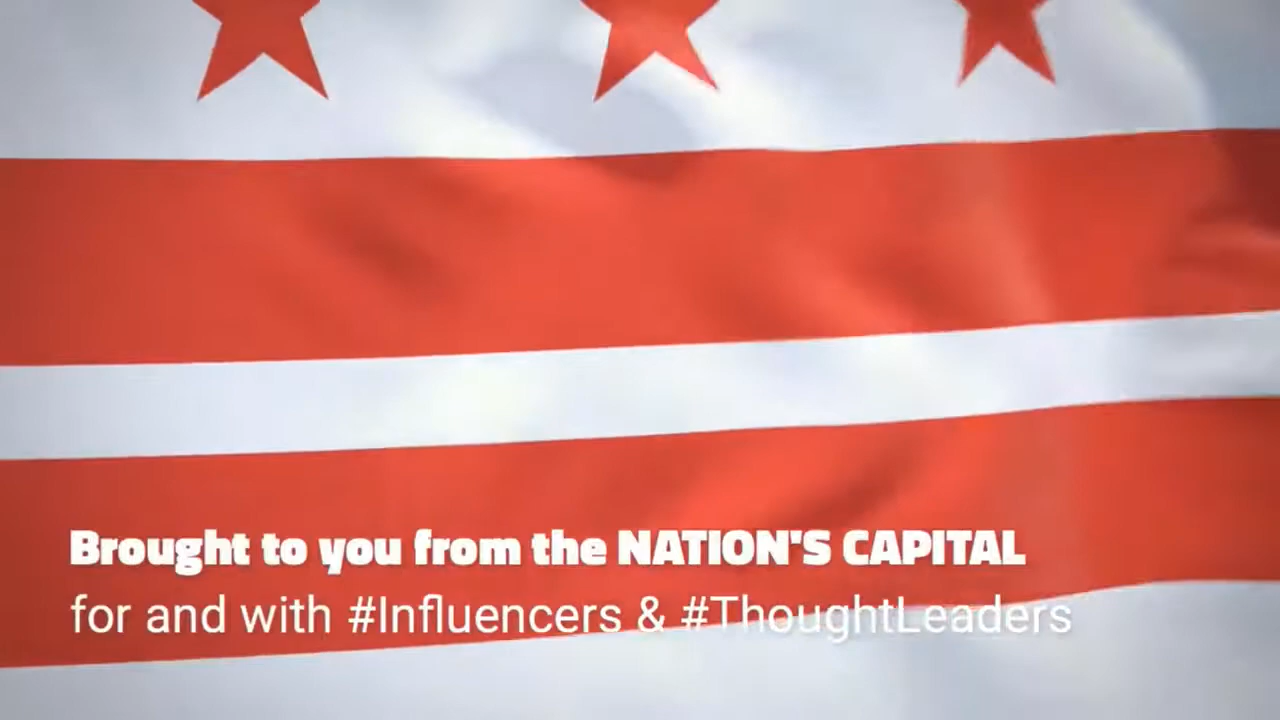 Brought to you from the NATION'S CAPITAL
for and with #Influencers & #ThoughtLeaders